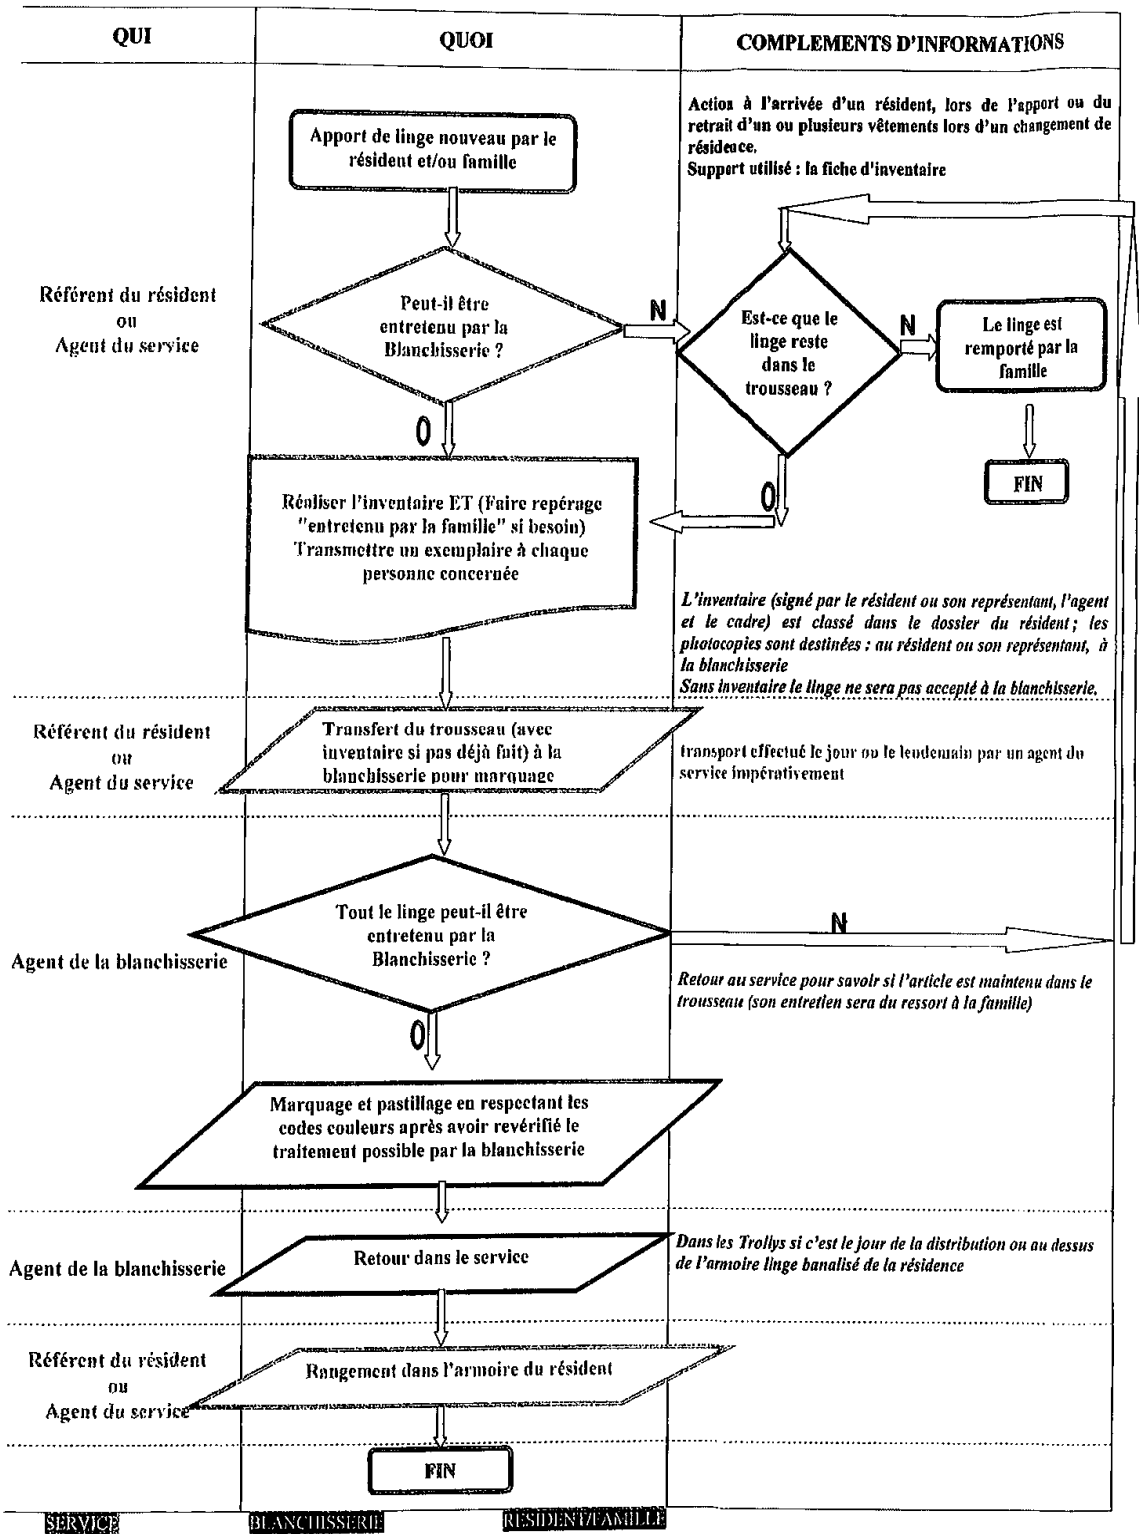 QUI
QUOI
COMPLEMENTS D'INFORMATIONS
Action à l'arrivée d'un résident, lors de l'apport ou du
retrait d'un ou plusieurs vêtements lors d'un changement de
résidence.
Support utilisé : la fiche d'inventaire
Apport de linge nouveau par le
résident et/ou famille
Référent du résident
ou
Agent du service
Peut-il être
entretenu par la
Blanchisserie ?
N
Est-ce que le
linge reste
dans le
trousseau ?
N
Le linge est
remporté par la
famille
FIN
O
O
Réaliser l'inventaire ET (Faire repérage
"entretenu par la famille" si besoin)
Transmettre un exemplaire à chaque
personne concernée
L'inventaire (signé par le résident ou son représentant, l'agent
et le cadre) est classé dans le dossier du résident ; les
photocopies sont destinées : au résident ou son représentant, à
la blanchisserie
Sans inventaire le linge ne sera pas accepté à la blanchisserie.
Référent du résident
ou
Agent du service
Transfert du trousseau (avec
inventaire si pas déjà fait) à la
blanchisserie pour marquage
transport effectué le jour ou le lendemain par un agent du
service impérativement
Agent de la blanchisserie
Tout le linge peut-il être
entretenu par la
Blanchisserie ?
N
Retour au service pour savoir si l'article est maintenu dans le
trousseau (son entretien sera du ressort à la famille)
O
Marquage et pastillage en respectant les
codes couleurs après avoir revérifié le
traitement possible par la blanchisserie
Agent de la blanchisserie
Retour dans le service
Dans les Trollys si c'est le jour de la distribution ou au dessus
de l'armoire linge banalisé de la résidence
Référent du résident
ou
Agent du service
Rangement dans l'armoire du résident
FIN
SERVICE
BLANCHISSERIE
RESIDENT/FAMILLE